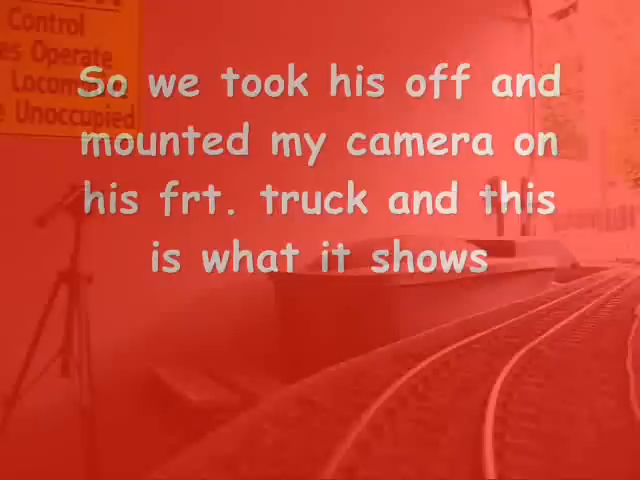 Control
es Operate
Locom
e Unoccupied
So we took his off and
mounted my camera on
his frt. truck and this
is what it shows